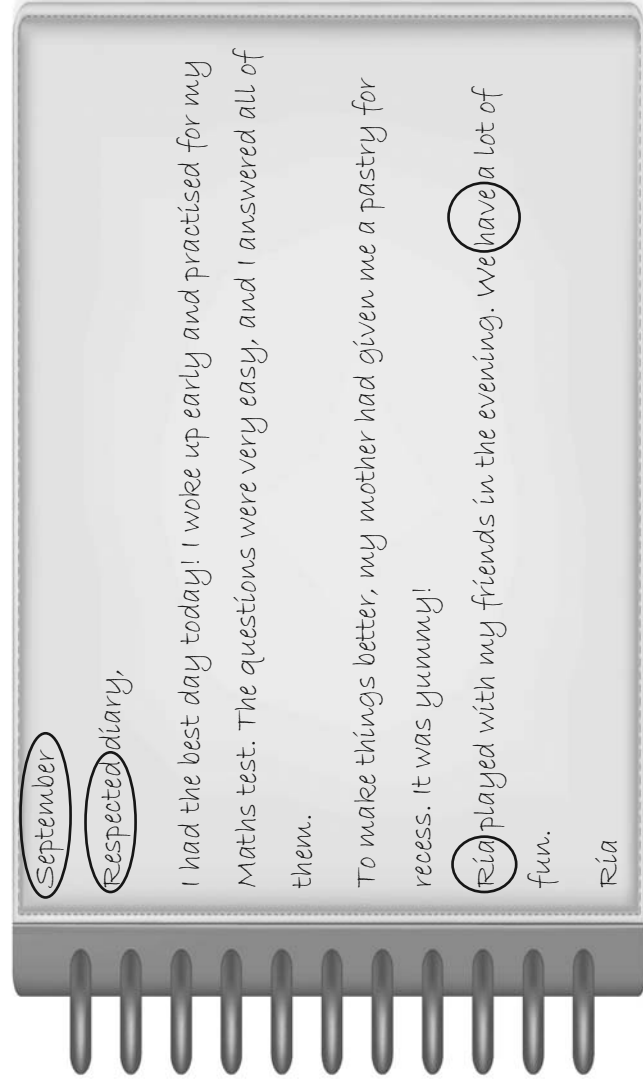 September
Respected diary,
I had the best day today! I woke up early and practised for my
Maths test. The questions were very easy, and I answered all of
them.
To make things better, my mother had given me a pastry for
recess. It was yummy!
Ria played with my friends in the evening. We have a lot of
fun.
Ria